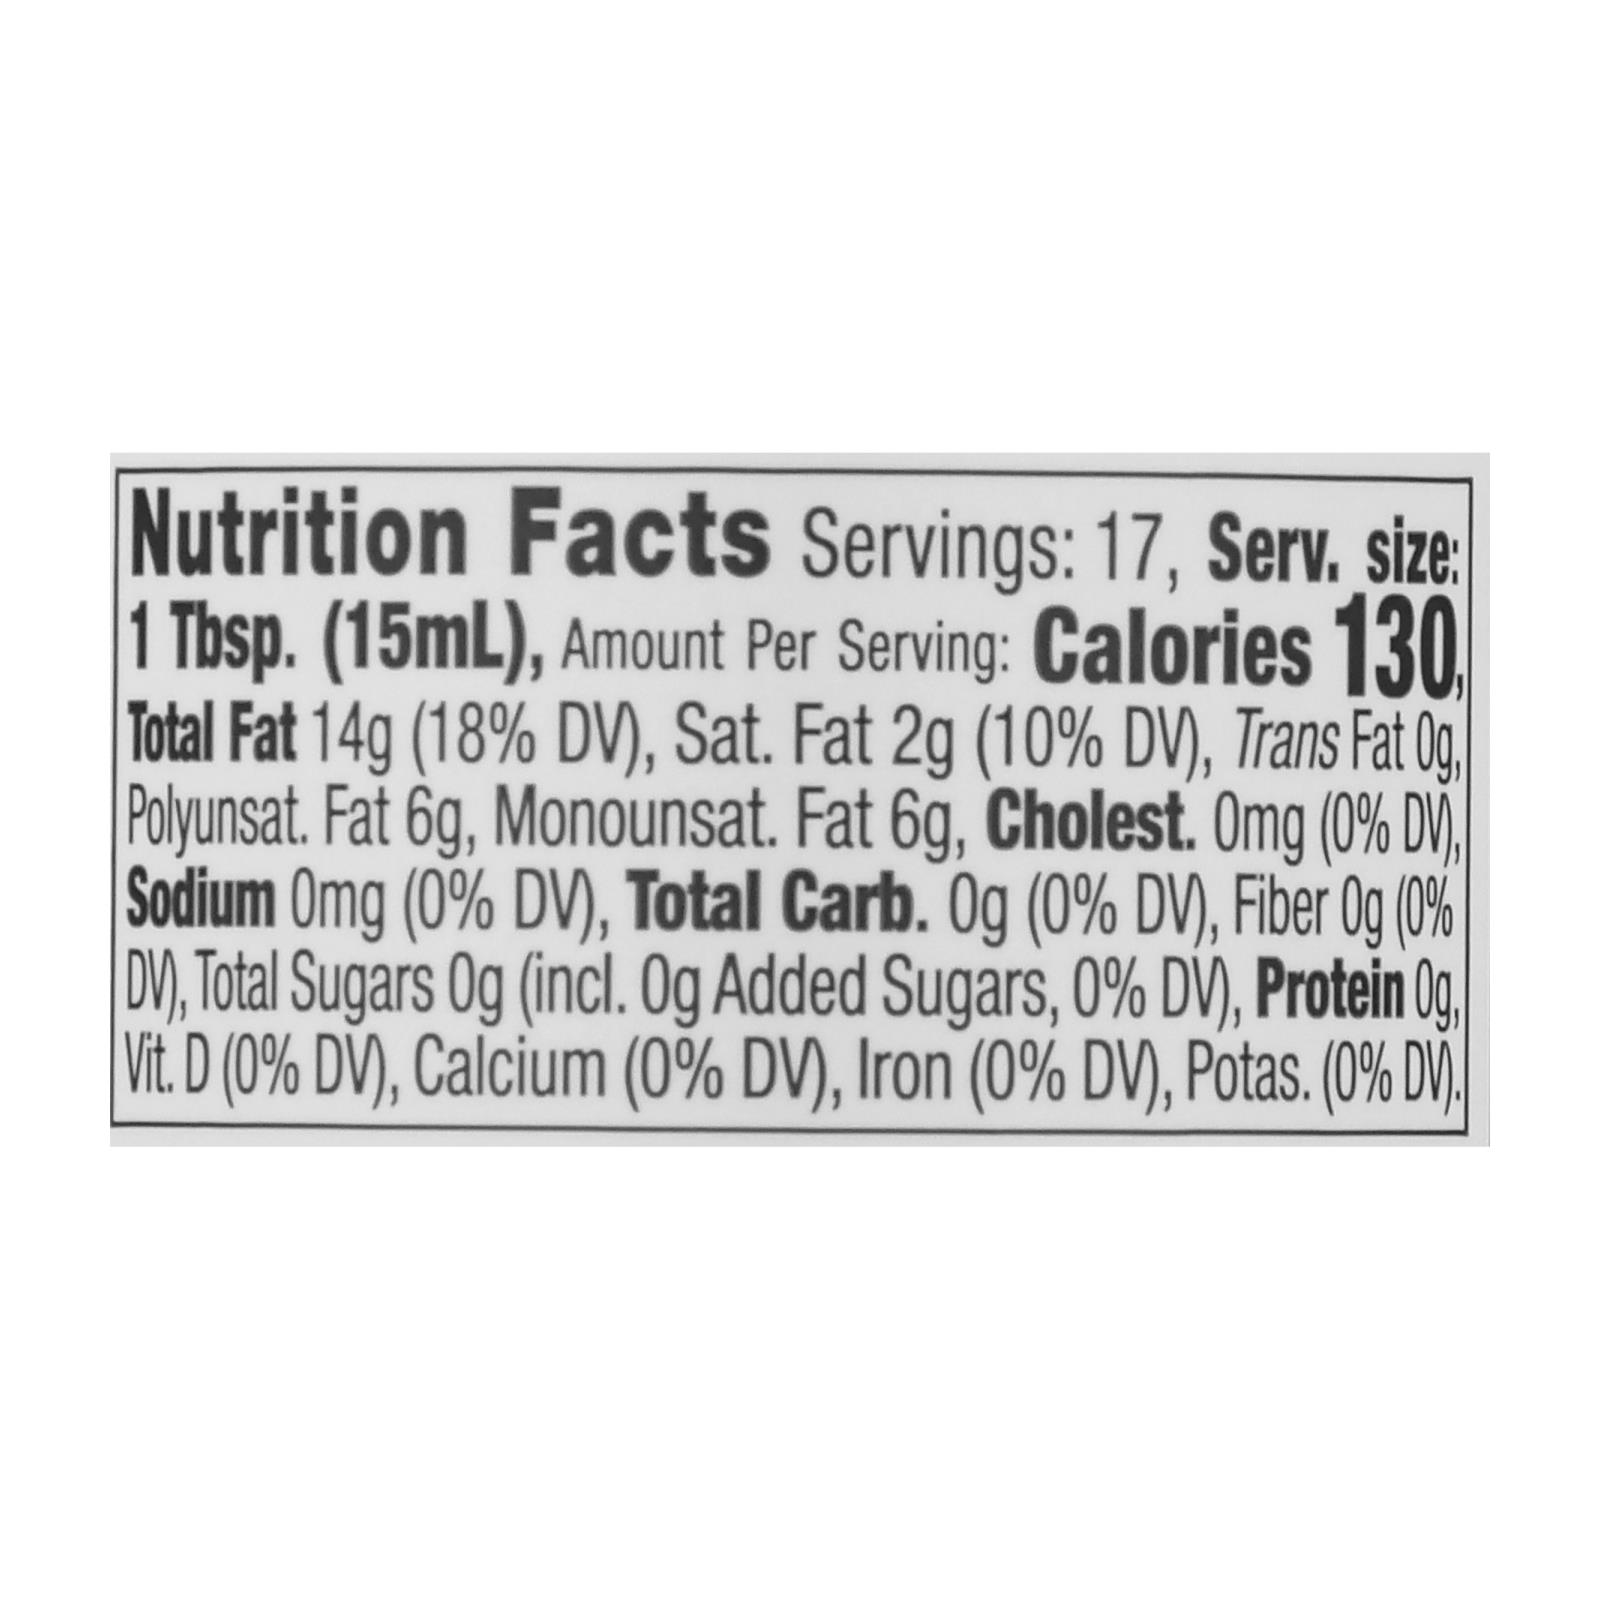 Nutrition Facts Servings: 17, Serv. size:
1 Tbsp. (15mL), Amount Per Serving: Calories 130,
Total Fat 14g (18% DV), Sat. Fat 2g (10% DV), Trans Fat 0g,
Polyunsat. Fat 6g, Monounsat. Fat 6g, Cholest. 0mg (0% DV),
Sodium 0mg (0% DV), Total Carb. 0g (0% DV), Fiber 0g (0%
DV), Total Sugars 0g (incl. 0g Added Sugars, 0% DV), Protein 0g,
Vit. D (0% DV), Calcium (0% DV), Iron (0% DV), Potas. (0% DV).